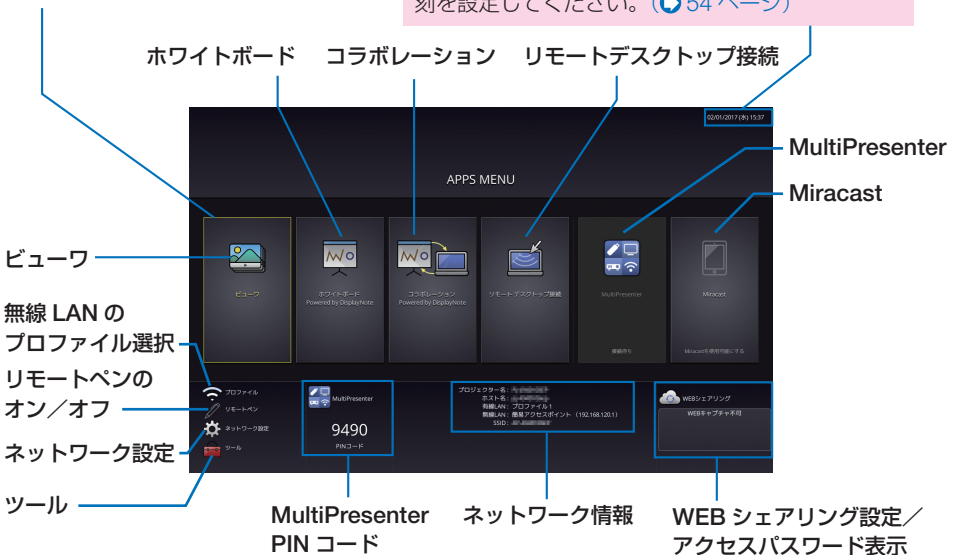 刻を設定してください。（ 54 ページ）
ホワイトボード
コラボレーション
リモートデスクトップ接続
02/01/2017 (水) 15:37
MultiPresenter
Miracast
APPS MENU
ビューワ
ビューワ
ホワイトボード
Powered by DisplayNote
コラボレーション
Powered by DisplayNote
リモートデスクトップ接続
MultiPresenter
接続待ち
Miracast
Miracastを使用可能にする
無線 LAN の
プロファイル選択
リモートペンの
オン／オフ
ネットワーク設定
ツール
プロファイル
リモートペン
ネットワーク設定
ツール
MultiPresenter
9490
PINコード
プロジェクター名：
ホスト名：
有線LAN： プロファイル 1
無線LAN： 簡易アクセスポイント （192.168.120.1）
SSID：
WEBシェアリング
WEBキャプチャ不可
MultiPresenter
PIN コード
ネットワーク情報
WEB シェアリング設定／
アクセスパスワード表示